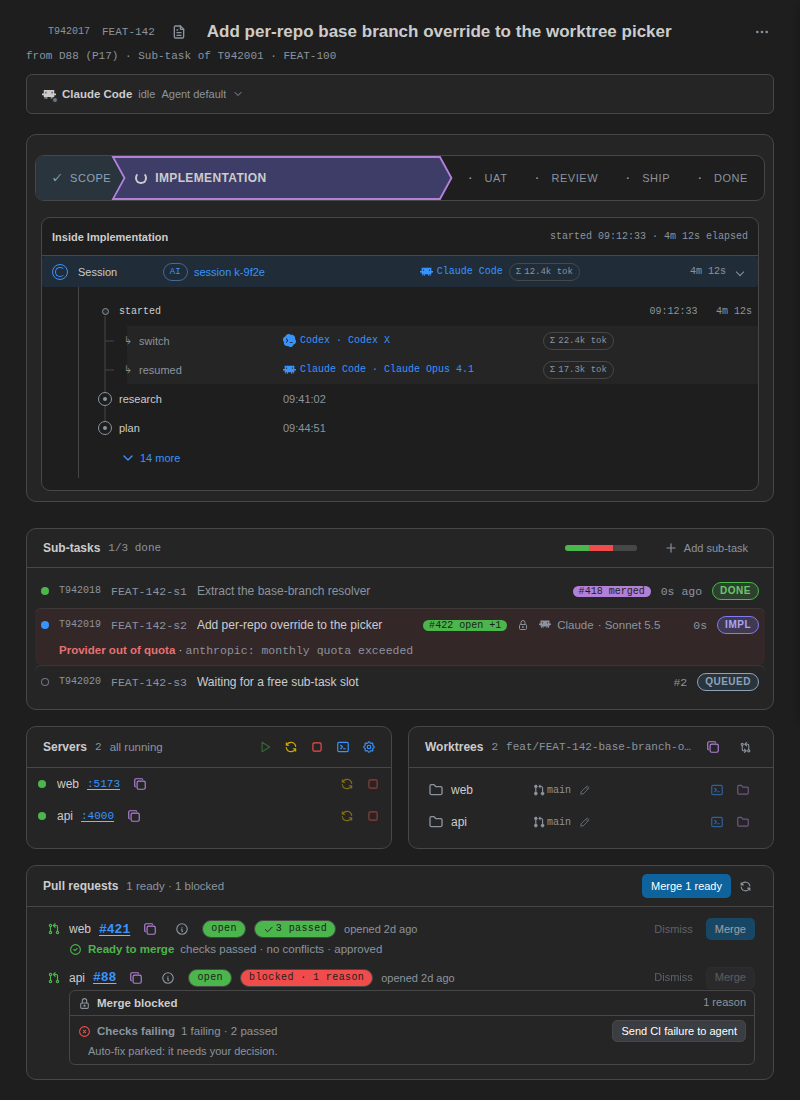 T942017 FEAT-142 Add per-repo base branch override to the worktree picker
from D88 (P17) · Sub-task of T942001 · FEAT-100
Claude Code idle Agent default
SCOPE IMPLEMENTATION · UAT · REVIEW · SHIP · DONE
Inside Implementation started 09:12:33 · 4m 12s elapsed
Session AI session k-9f2e Claude Code Σ 12.4k tok 4m 12s
started 09:12:33 4m 12s
↳ switch Codex · Codex X Σ 22.4k tok
↳ resumed Claude Code · Claude Opus 4.1 Σ 17.3k tok
research 09:41:02
plan 09:44:51
14 more
Sub-tasks 1/3 done Add sub-task
T942018 FEAT-142-s1 Extract the base-branch resolver #418 merged 0s ago DONE
T942019 FEAT-142-s2 Add per-repo override to the picker #422 open +1 Claude · Sonnet 5.5 0s IMPL
Provider out of quota · anthropic: monthly quota exceeded
T942020 FEAT-142-s3 Waiting for a free sub-task slot #2 QUEUED
Servers 2 all running
web :5173
api :4000
Worktrees 2 feat/FEAT-142-base-branch-o…
web main
api main
Pull requests 1 ready · 1 blocked Merge 1 ready
web #421 open 3 passed opened 2d ago Dismiss Merge
Ready to merge checks passed · no conflicts · approved
api #88 open blocked · 1 reason opened 2d ago Dismiss Merge
Merge blocked 1 reason
Checks failing 1 failing · 2 passed Send CI failure to agent
Auto-fix parked: it needs your decision.